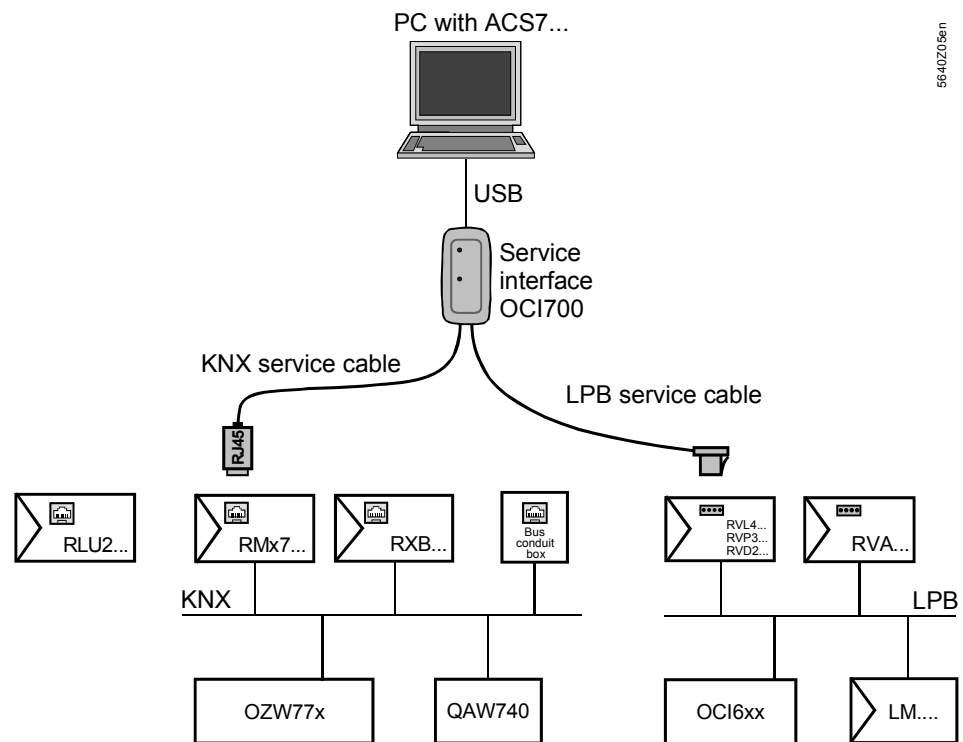 PC with ACS7...
5640Z05en
USB
Service
interface
OCI700
KNX service cable
LPB service cable
RJ45
RLU2...
RMx7...
RXB...
Bus
conduit
box
RVL4...
RVP3...
RVD2...
RVA...
KNX
LPB
OZW77x
QAW740
OCI6xx
LM....